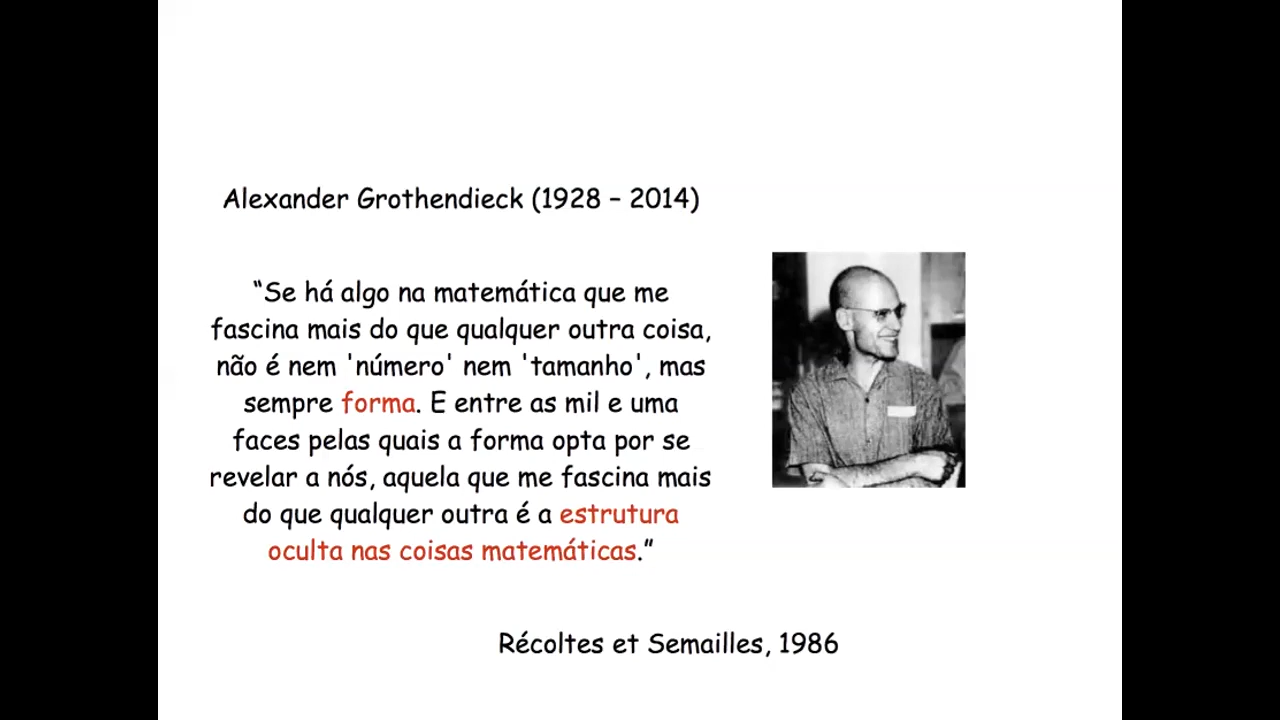 Alexander Grothendieck (1928 – 2014)
“Se há algo na matemática que me
fascina mais do que qualquer outra coisa,
não é nem 'número' nem 'tamanho', mas
sempre forma. E entre as mil e uma
faces pelas quais a forma opta por se
revelar a nós, aquela que me fascina mais
do que qualquer outra é a estrutura
oculta nas coisas matemáticas.”
Récoltes et Semailles, 1986